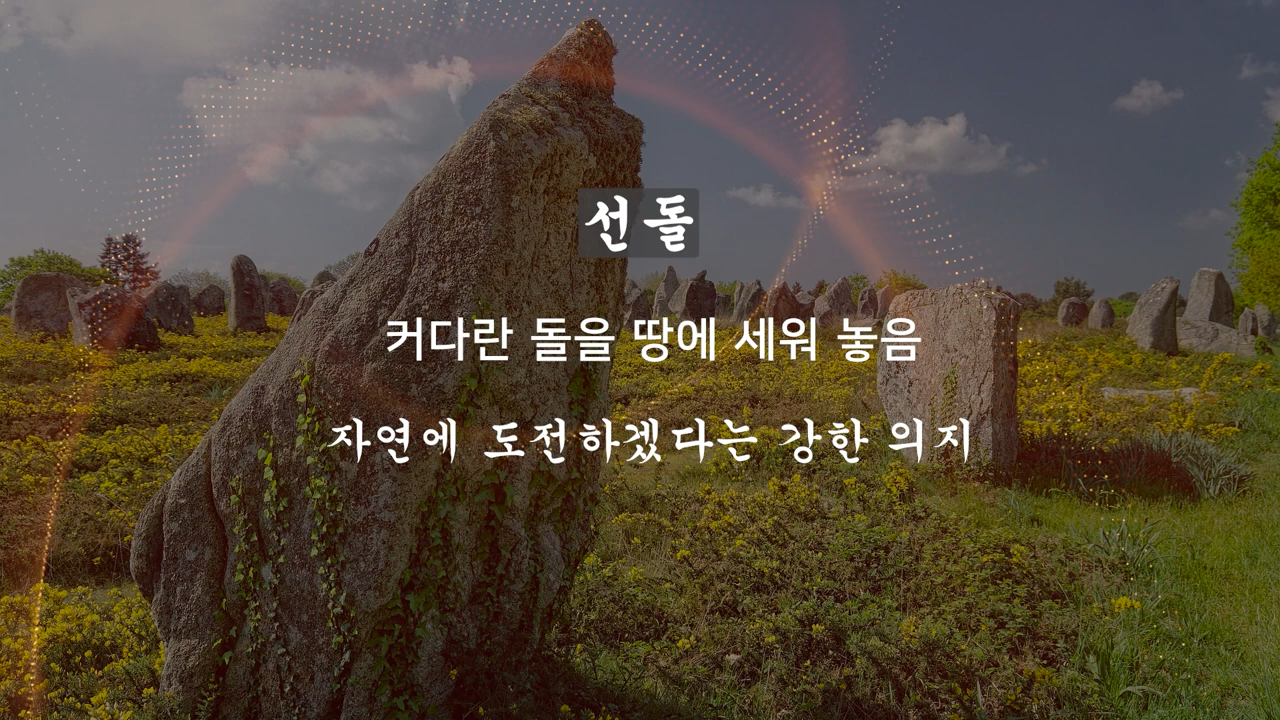 선돌
커다란 돌을 땅에 세워 놓음
자연에 도전하겠다는 강한 의지